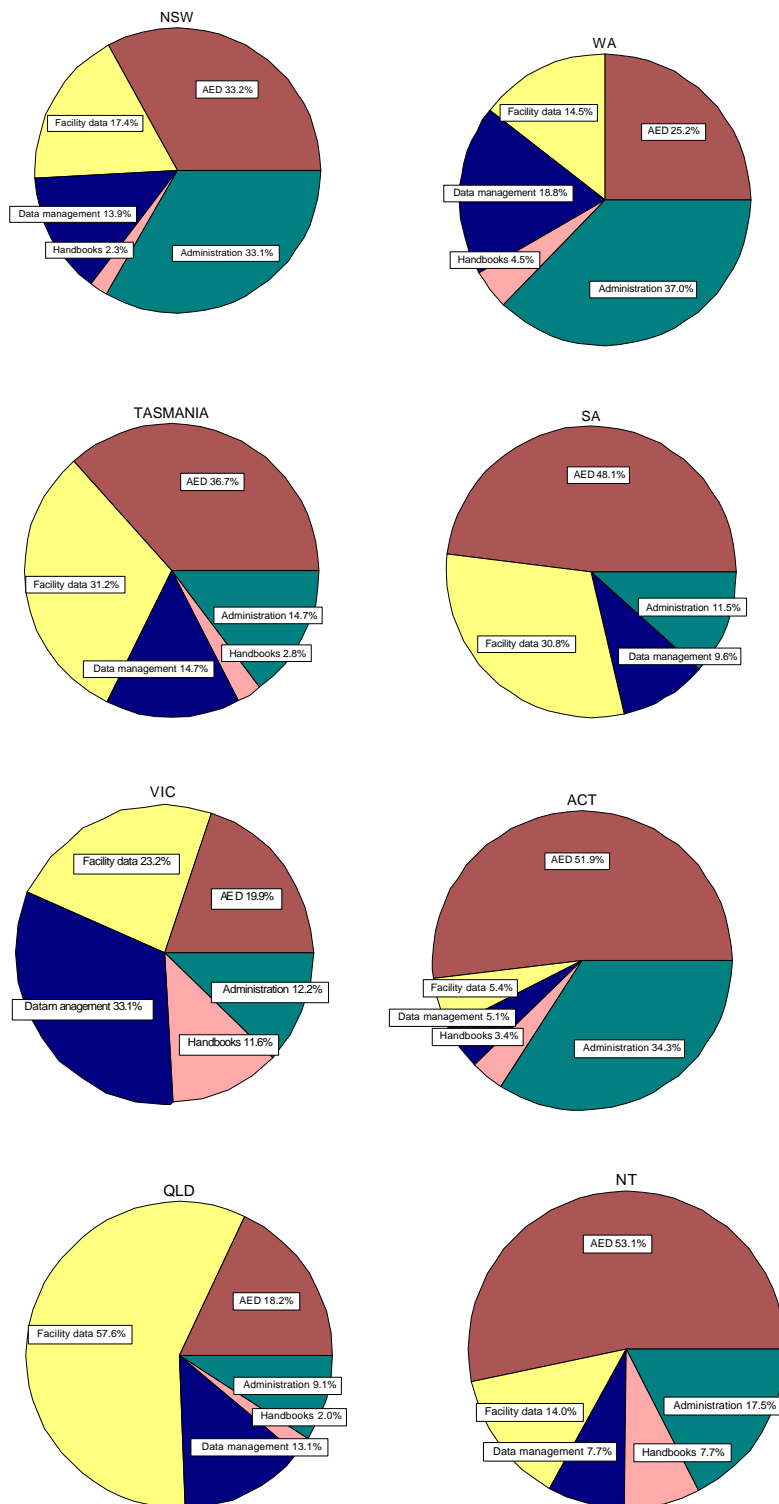 NSW
AED 33.2%
Facility data 17.4%
Data management 13.9%
Handbooks 2.3%
Administration 33.1%
WA
AED 25.2%
Facility data 14.5%
Data management 18.8%
Handbooks 4.5%
Administration 37.0%
TASMANIA
AED 36.7%
Facility data 31.2%
Data management 14.7%
Handbooks 2.8%
Administration 14.7%
SA
AED 48.1%
Facility data 30.8%
Data management 9.6%
Administration 11.5%
VIC
AED 19.9%
Facility data 23.2%
Datam anagement 33.1%
Handbooks 11.6%
Administration 12.2%
ACT
AED 51.9%
Facility data 5.4%
Data management 5.1%
Handbooks 3.4%
Administration 34.3%
QLD
AED 18.2%
Facility data 57.6%
Data management 13.1%
Handbooks 2.0%
Administration 9.1%
NT
AED 53.1%
Facility data 14.0%
Data management 7.7%
Handbooks 7.7%
Administration 17.5%